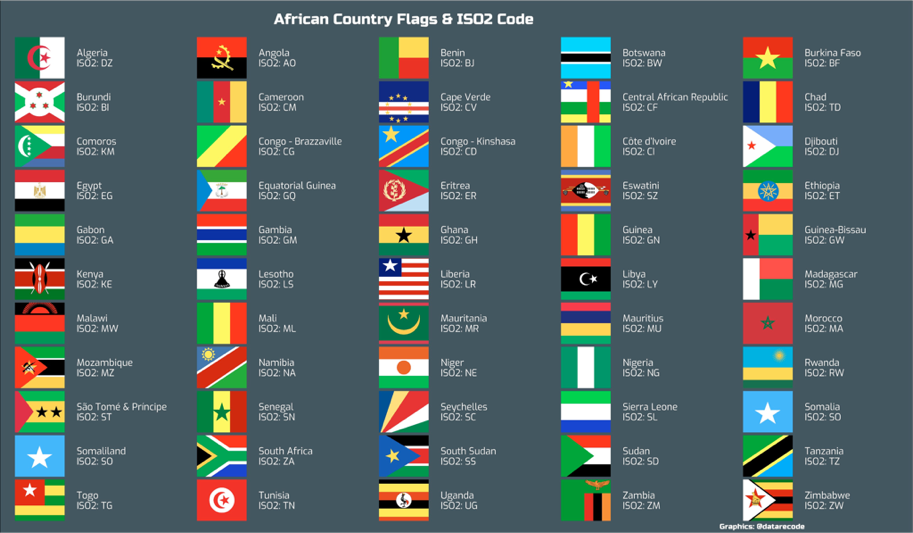 African Country Flags & ISO2 Code
Algeria
ISO2: DZ
Angola
ISO2: AO
Benin
ISO2: BJ
Botswana
ISO2: BW
Burkina Faso
ISO2: BF
Burundi
ISO2: BI
Cameroon
ISO2: CM
Cape Verde
ISO2: CV
Central African Republic
ISO2: CF
Chad
ISO2: TD
Comoros
ISO2: KM
Congo - Brazzaville
ISO2: CG
Congo - Kinshasa
ISO2: CD
Côte d'Ivoire
ISO2: CI
Djibouti
ISO2: DJ
Egypt
ISO2: EG
Equatorial Guinea
ISO2: GQ
Eritrea
ISO2: ER
Eswatini
ISO2: SZ
Ethiopia
ISO2: ET
Gabon
ISO2: GA
Gambia
ISO2: GM
Ghana
ISO2: GH
Guinea
ISO2: GN
Guinea-Bissau
ISO2: GW
Kenya
ISO2: KE
Lesotho
ISO2: LS
Liberia
ISO2: LR
Libya
ISO2: LY
Madagascar
ISO2: MG
Malawi
ISO2: MW
Mali
ISO2: ML
Mauritania
ISO2: MR
Mauritius
ISO2: MU
Morocco
ISO2: MA
Mozambique
ISO2: MZ
Namibia
ISO2: NA
Niger
ISO2: NE
Nigeria
ISO2: NG
Rwanda
ISO2: RW
São Tomé & Príncipe
ISO2: ST
Senegal
ISO2: SN
Seychelles
ISO2: SC
Sierra Leone
ISO2: SL
Somalia
ISO2: SO
Somaliland
ISO2: SO
South Africa
ISO2: ZA
South Sudan
ISO2: SS
Sudan
ISO2: SD
Tanzania
ISO2: TZ
Togo
ISO2: TG
Tunisia
ISO2: TN
Uganda
ISO2: UG
Zambia
ISO2: ZM
Zimbabwe
ISO2: ZW
Graphics: @datarecode